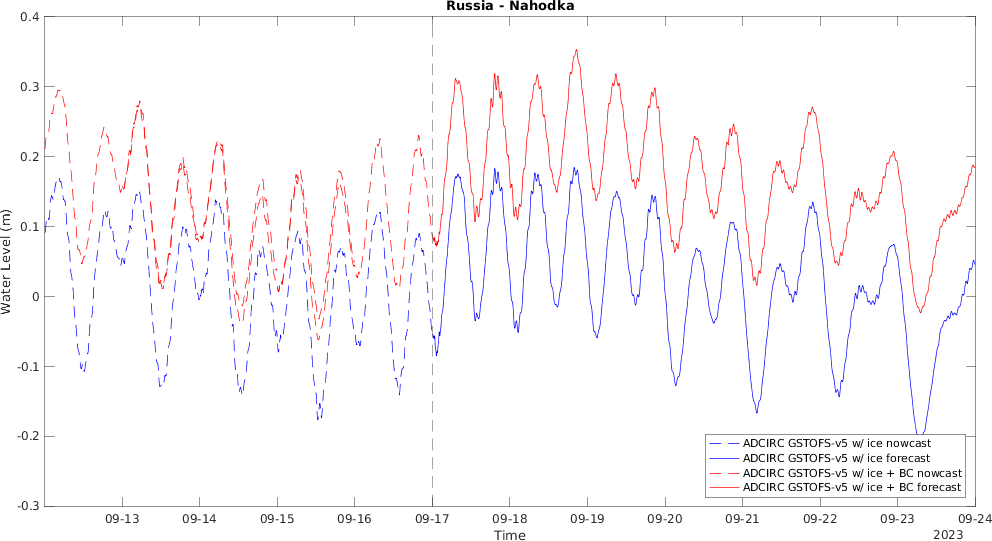 Russia - Nahodka
0.4
0.3
0.2
0.1
0
-0.1
-0.2
-0.3
Water Level (m)
ADCIRC GSTOFS-v5 w/ ice nowcast
ADCIRC GSTOFS-v5 w/ ice forecast
ADCIRC GSTOFS-v5 w/ ice + BC nowcast
ADCIRC GSTOFS-v5 w/ ice + BC forecast
09-13 09-14 09-15 09-16 09-17 09-18 09-19 09-20 09-21 09-22 09-23 09-24
Time 2023